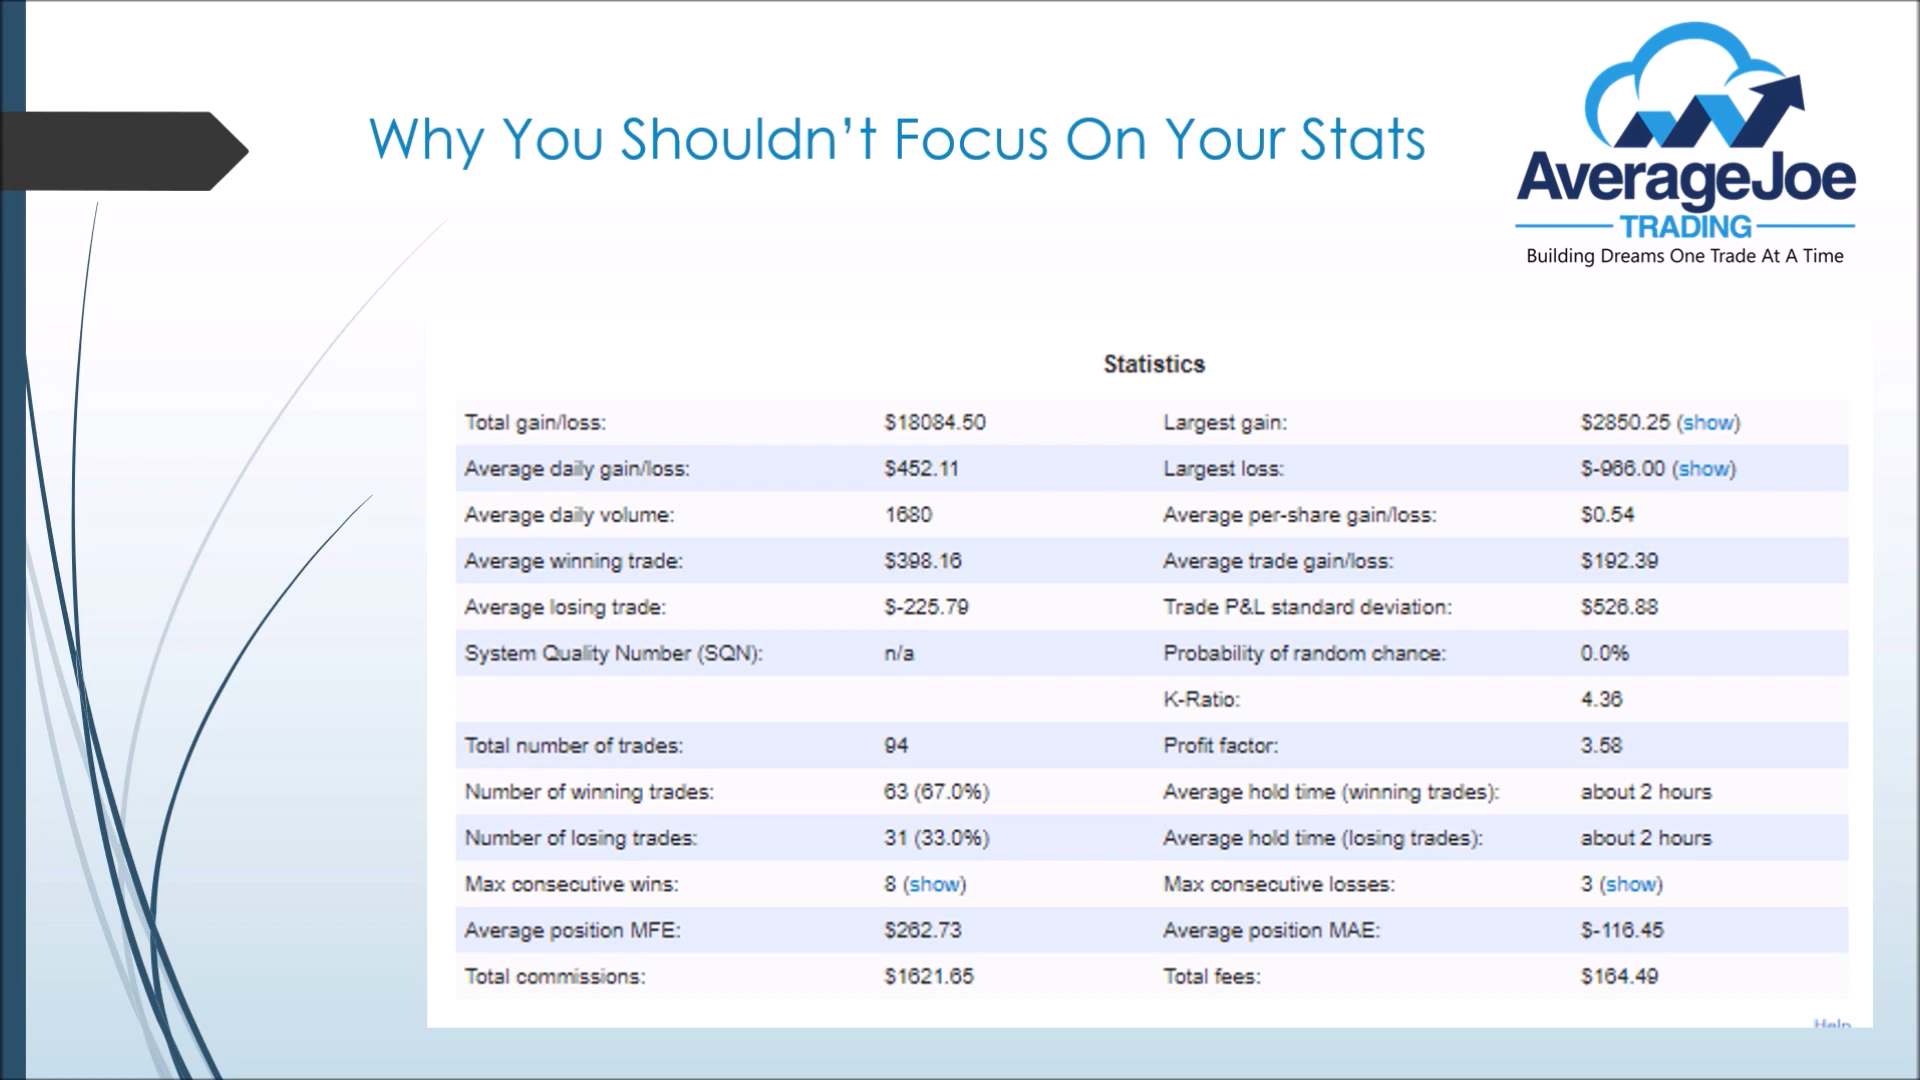 Why You Shouldn’t Focus On Your Stats
AverageJoe
TRADING
Building Dreams One Trade At A Time
Statistics
Total gain/loss: $18084.50 Largest gain: $2850.25 (show)
Average daily gain/loss: $452.11 Largest loss: $-966.00 (show)
Average daily volume: 1680 Average per-share gain/loss: $0.54
Average winning trade: $398.16 Average trade gain/loss: $192.39
Average losing trade: $-225.79 Trade P&L standard deviation: $526.88
System Quality Number (SQN): n/a Probability of random chance: 0.0%
K-Ratio: 4.36
Total number of trades: 94 Profit factor: 3.58
Number of winning trades: 63 (67.0%) Average hold time (winning trades): about 2 hours
Number of losing trades: 31 (33.0%) Average hold time (losing trades): about 2 hours
Max consecutive wins: 8 (show) Max consecutive losses: 3 (show)
Average position MFE: $262.73 Average position MAE: $-116.45
Total commissions: $1621.65 Total fees: $164.49
Help